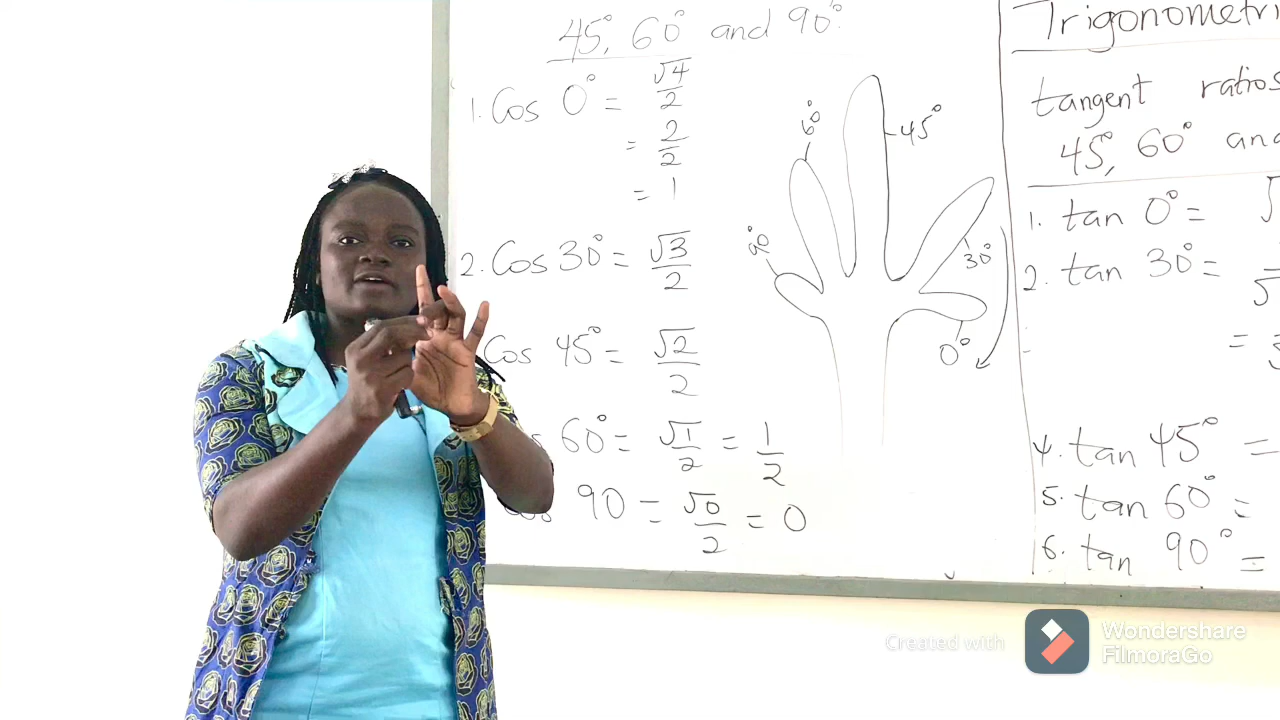 45°, 60° and 90°.
1. Cos 0° = √4/2
= 2/2
= 1
2. Cos 30° = √3/2
Cos 45° = √2/2
60° = √1/2 = 1/2
Cos 90 = √0/2 = 0
90°
60°
45°
30°
0°
Trigonometri
tangent ratios
45°, 60° and
1. tan 0° =
2. tan 30° =
=
4. tan 45° =
5. tan 60° =
6. tan 90° =
Created with
Wondershare
FilmoraGo